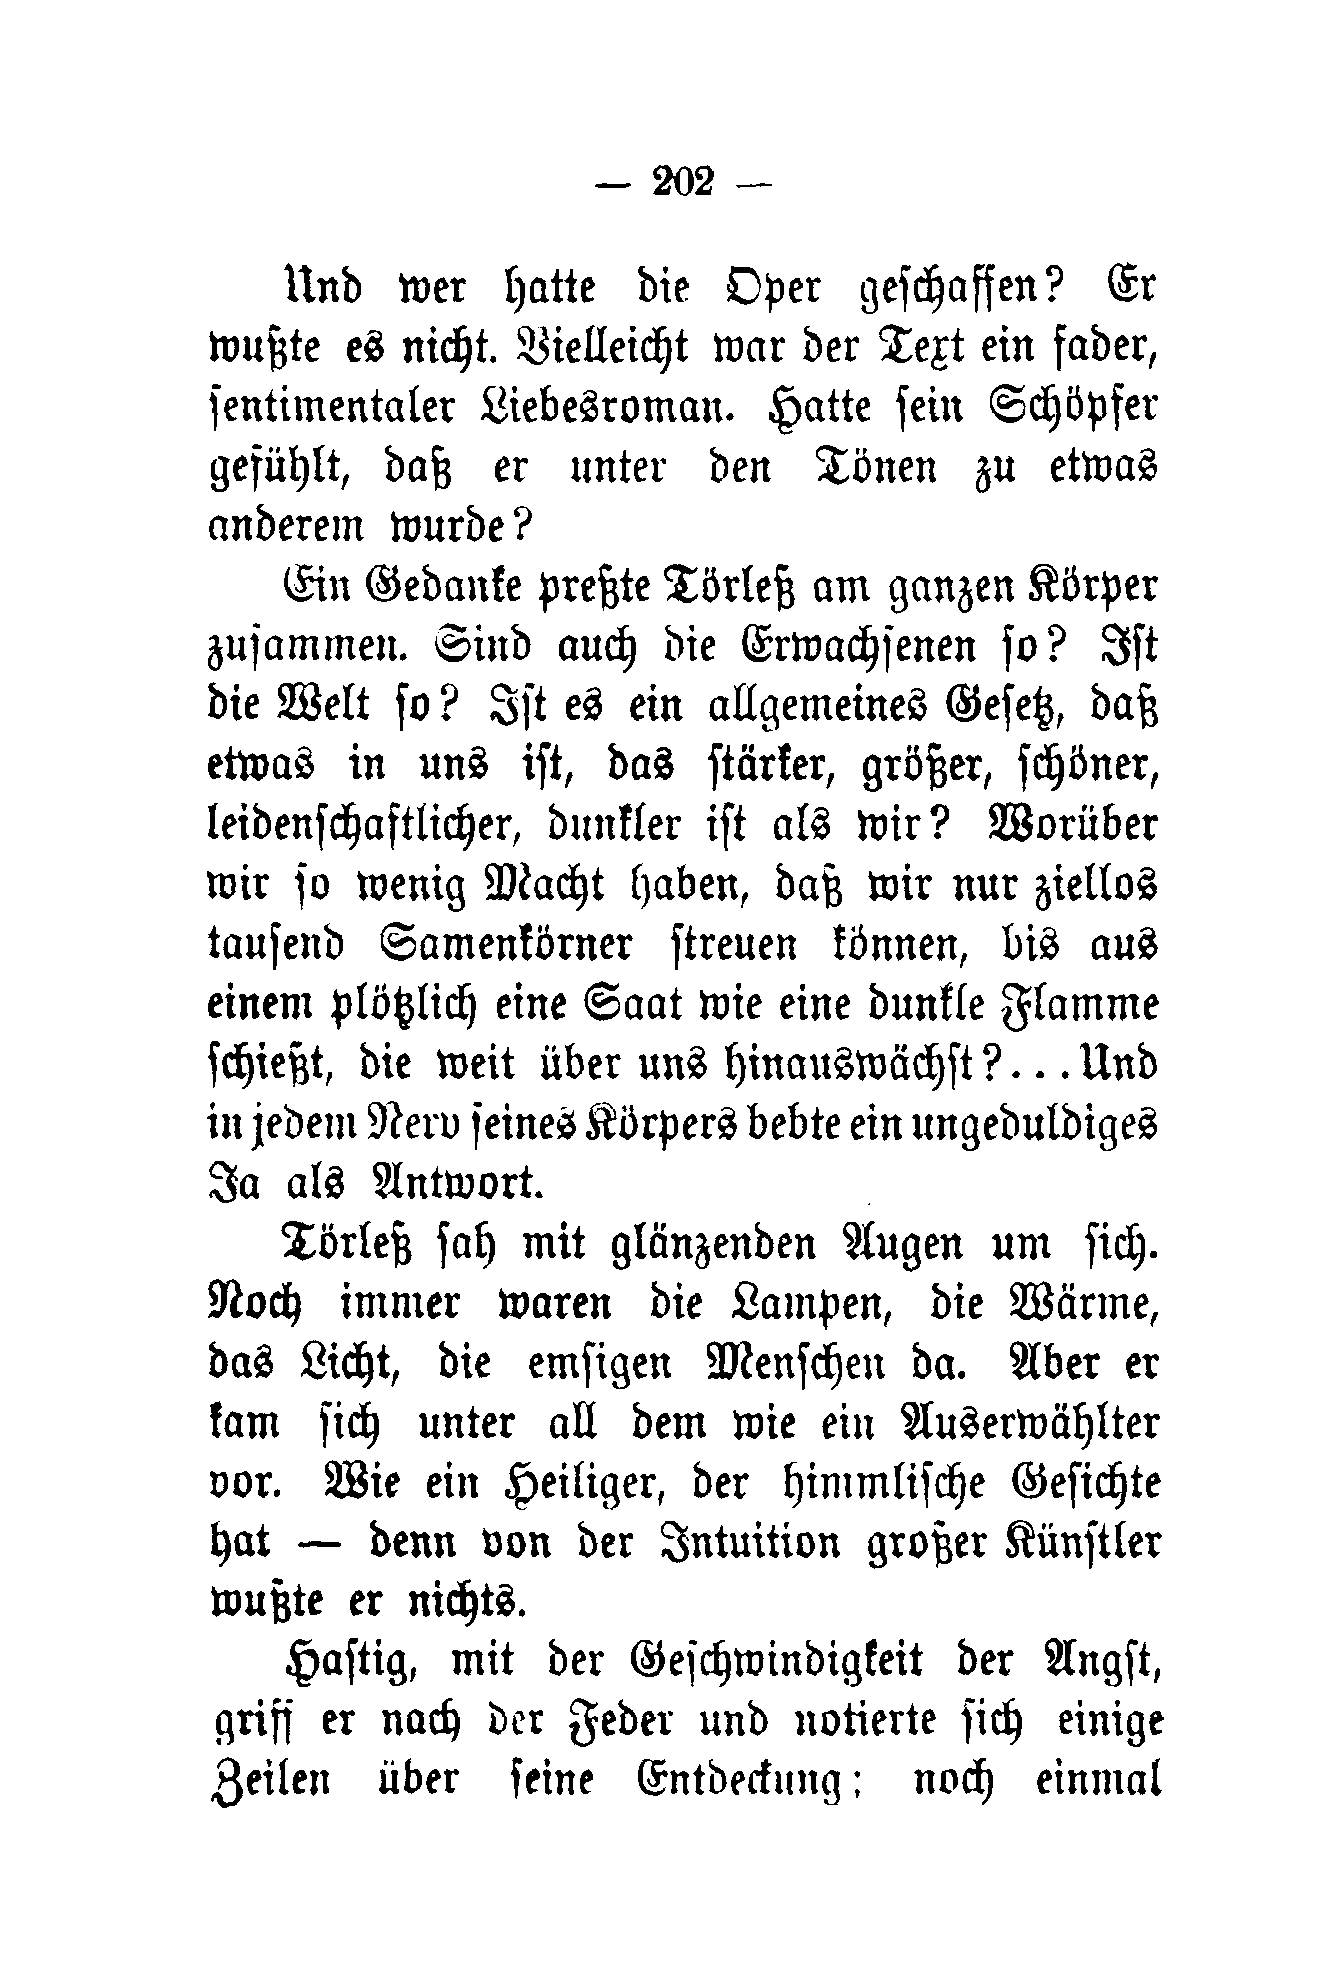 — 202 —
Und wer hatte die Oper geschaffen? Er
wußte es nicht. Vielleicht war der Text ein fader,
sentimentaler Liebesroman. Hatte sein Schöpfer
gefühlt, daß er unter den Tönen zu etwas
anderem wurde?
Ein Gedanke preßte Törleß am ganzen Körper
zusammen. Sind auch die Erwachsenen so? Ist
die Welt so? Ist es ein allgemeines Gesetz, daß
etwas in uns ist, das stärker, größer, schöner,
leidenschaftlicher, dunkler ist als wir? Worüber
wir so wenig Macht haben, daß wir nur ziellos
tausend Samenkörner streuen können, bis aus
einem plötzlich eine Saat wie eine dunkle Flamme
schießt, die weit über uns hinauswächst?... Und
in jedem Nerv seines Körpers bebte ein ungeduldiges
Ja als Antwort.
Törleß sah mit glänzenden Augen um sich.
Noch immer waren die Lampen, die Wärme,
das Licht, die emsigen Menschen da. Aber er
kam sich unter all dem wie ein Auserwählter
vor. Wie ein Heiliger, der himmlische Gesichte
hat — denn von der Intuition großer Künstler
wußte er nichts.
Hastig, mit der Geschwindigkeit der Angst,
griff er nach der Feder und notierte sich einige
Zeilen über seine Entdeckung; noch einmal